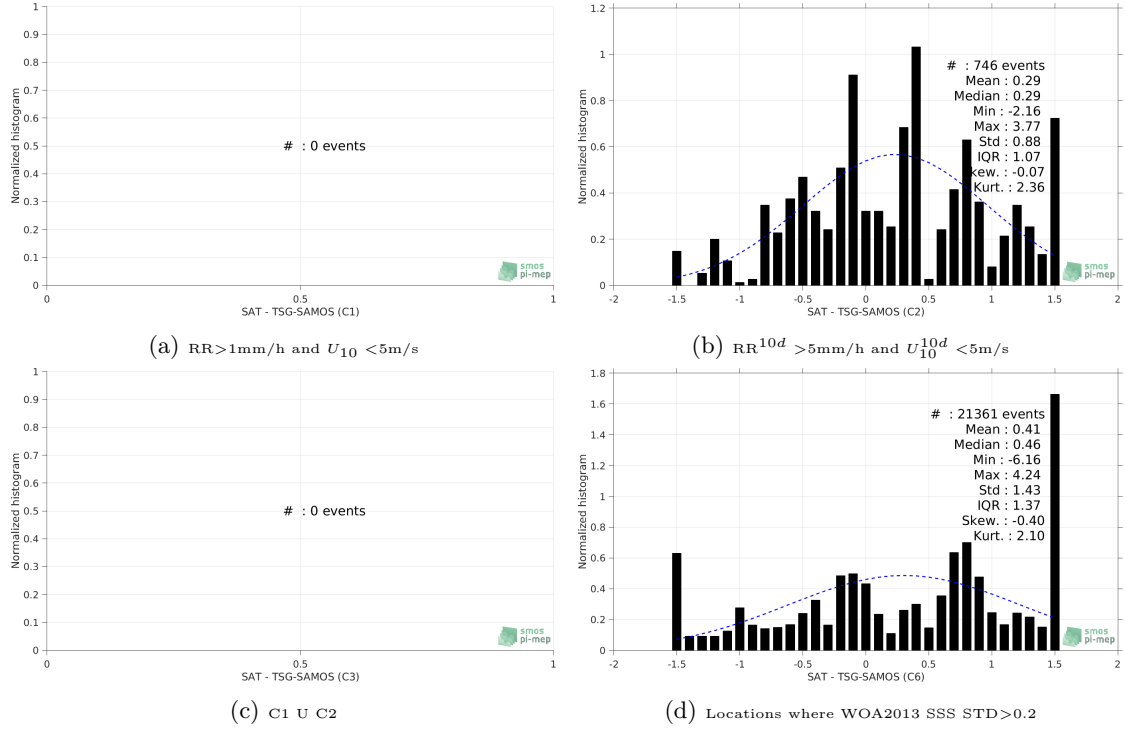 Normalized histogram
1
0.9
0.8
0.7
0.6
0.5
0.4
0.3
0.2
0.1
0
# : 0 events
smos
pi-mep
0 0.5 1
SAT - TSG-SAMOS (C1)
(a) RR>1mm/h and U10 <5m/s
Normalized histogram
1.2
1
0.8
0.6
0.4
0.2
0
# : 746 events
Mean : 0.29
Median : 0.29
Min : -2.16
Max : 3.77
Std : 0.88
IQR : 1.07
kew. : -0.07
Kurt. : 2.36
smos
pi-mep
-2 -1.5 -1 -0.5 0 0.5 1 1.5 2
SAT - TSG-SAMOS (C2)
(b) RR10d >5mm/h and U10d10 <5m/s
Normalized histogram
1
0.9
0.8
0.7
0.6
0.5
0.4
0.3
0.2
0.1
0
# : 0 events
smos
pi-mep
0 0.5 1
SAT - TSG-SAMOS (C3)
(c) C1 U C2
Normalized histogram
1.8
1.6
1.4
1.2
1
0.8
0.6
0.4
0.2
0
# : 21361 events
Mean : 0.41
Median : 0.46
Min : -6.16
Max : 4.24
Std : 1.43
IQR : 1.37
Skew. : -0.40
Kurt. : 2.10
smos
pi-mep
-2 -1.5 -1 -0.5 0 0.5 1 1.5 2
SAT - TSG-SAMOS (C6)
(d) Locations where WOA2013 SSS STD>0.2